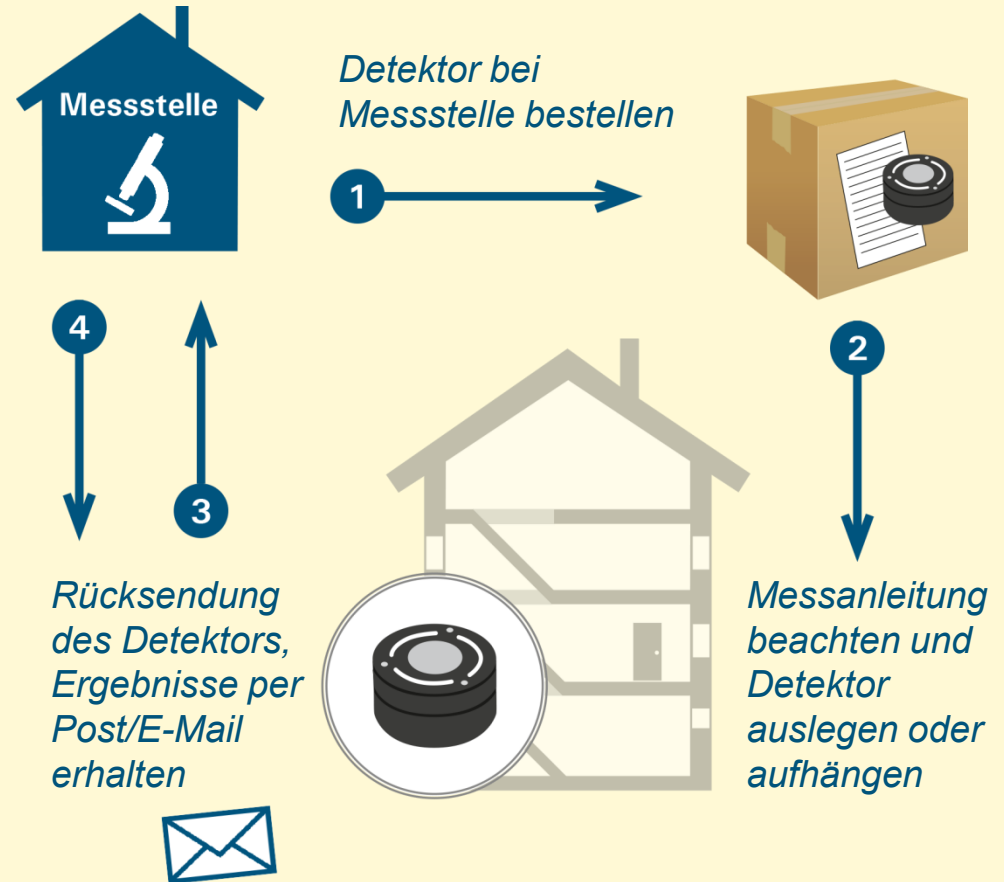 Messstelle
Detektor bei
Messstelle bestellen
1
2
Messanleitung
beachten und
Detektor
auslegen oder
aufhängen
3
4
Rücksendung
des Detektors,
Ergebnisse per
Post/E-Mail
erhalten